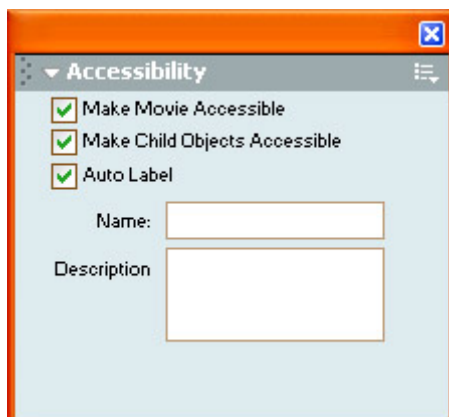 Accessibility
Make Movie Accessible
Make Child Objects Accessible
Auto Label
Name:
Description